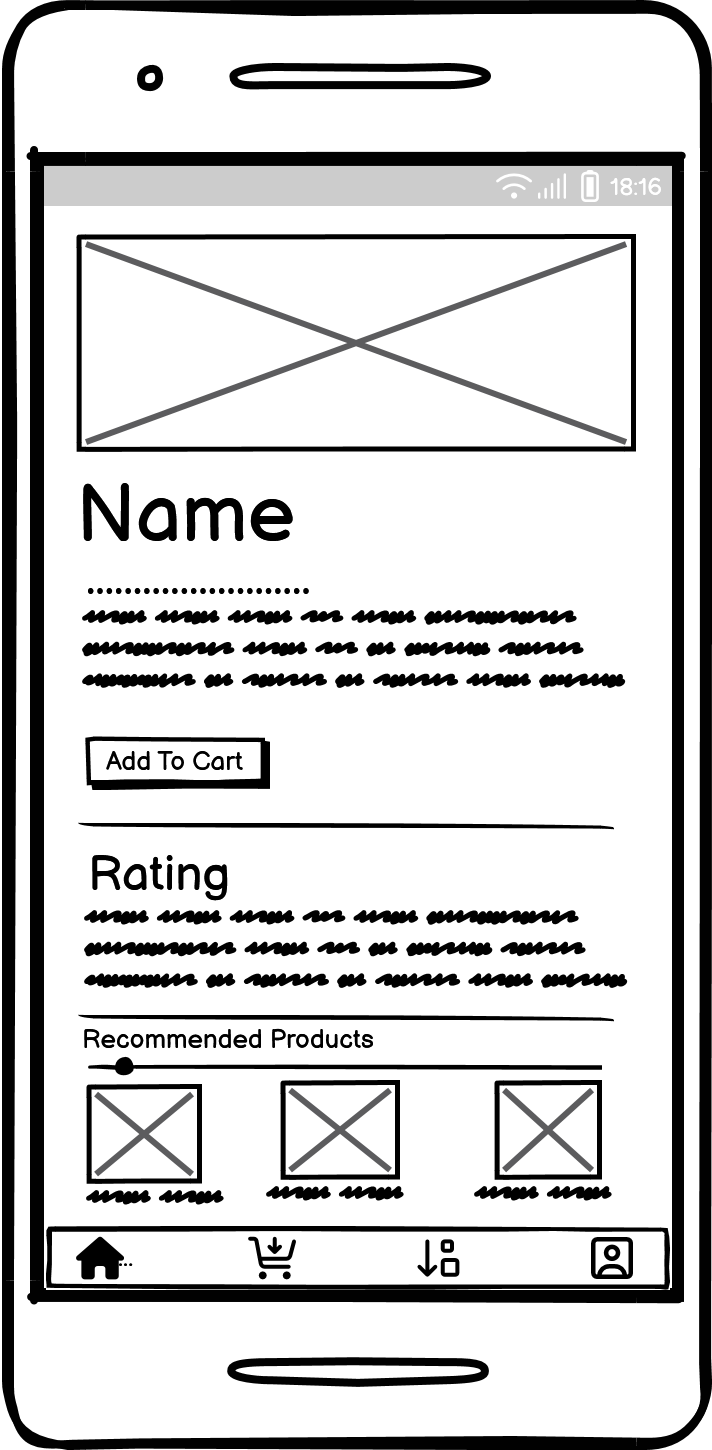 18:16
Name
Add To Cart
Rating
Recommended Products